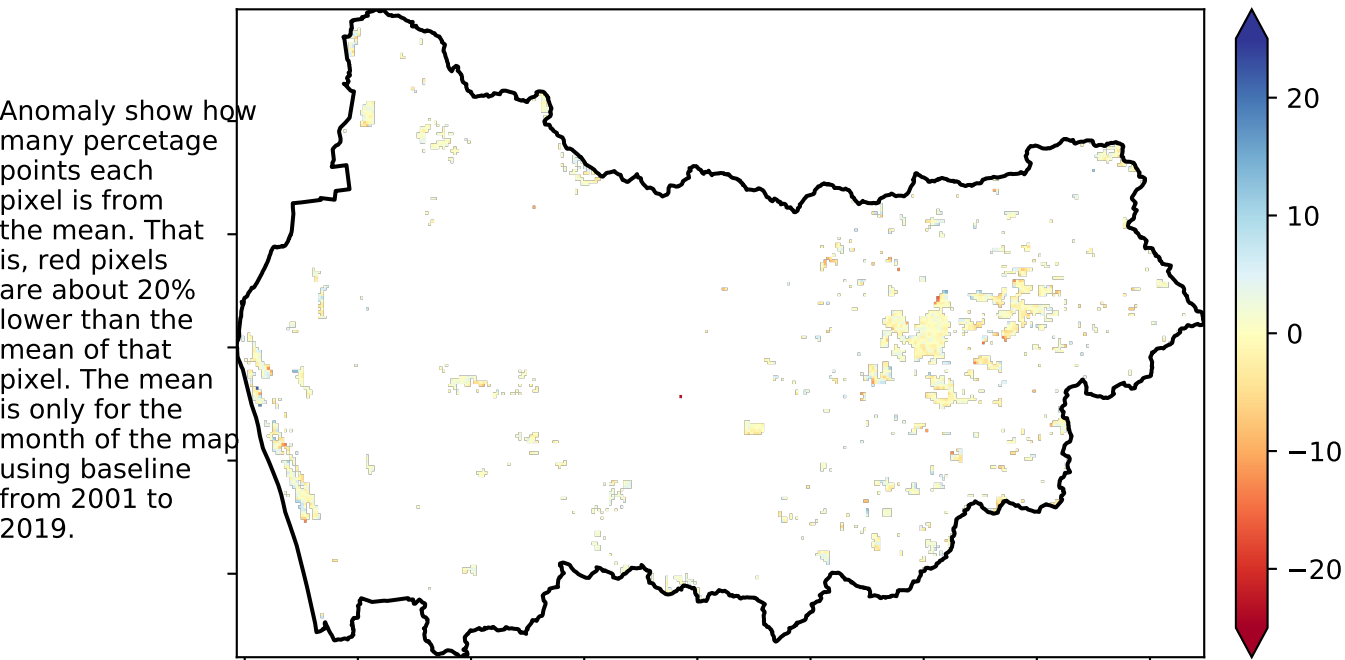 Anomaly show how
many percetage
points each
pixel is from
the mean. That
is, red pixels
are about 20%
lower than the
mean of that
pixel. The mean
is only for the
month of the map
using baseline
from 2001 to
2019.
20
10
0
−10
−20